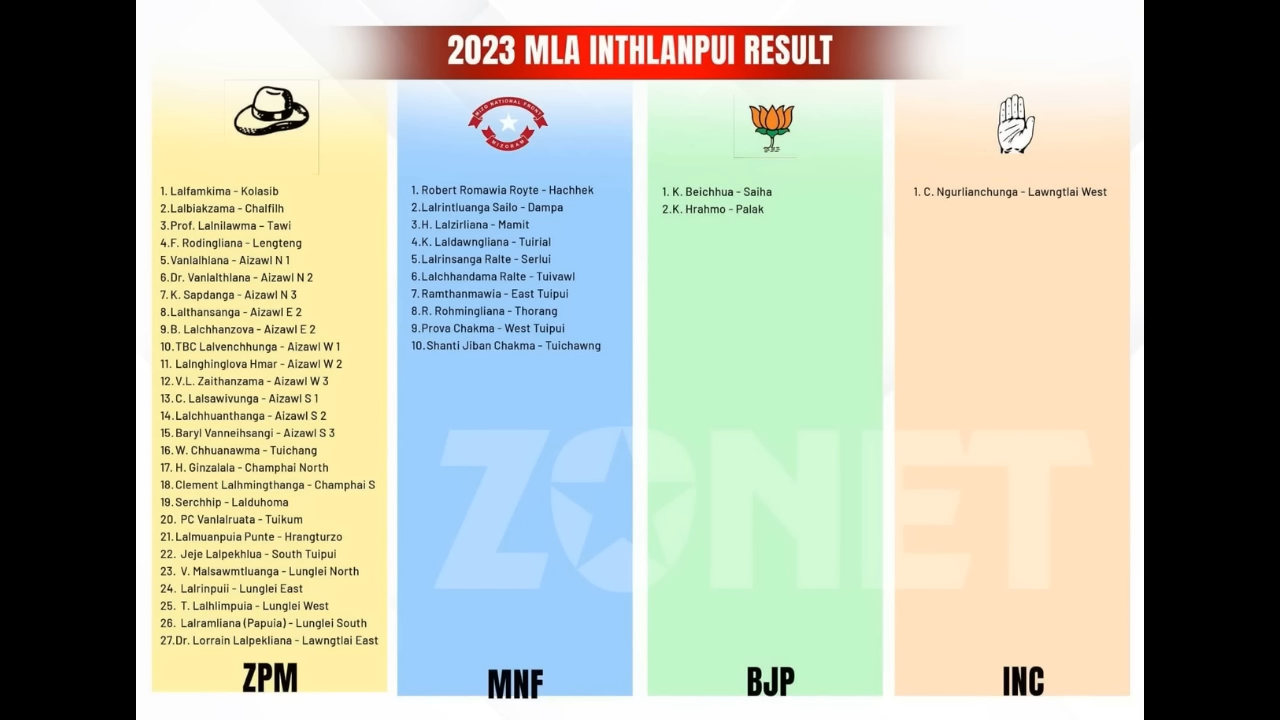 2023 MLA INTHLANPUI RESULT
MIZO NATIONAL FRONT
MIZORAM
1. Lalfamkima - Kolasib
2.Lalbiakzama - Chalfilh
3.Prof. Lalnilawma - Tawi
4.F. Rodingliana - Lengteng
5.Vanlalhlana - Aizawl N 1
6.Dr. Vanlalthlana - Aizawl N 2
7.K. Sapdanga - Aizawl N 3
8.Lalthansanga - Aizawl E 2
9.B. Lalchhanzova - Aizawl E 2
10.TBC Lalvenchhunga - Aizawl W 1
11. Lalnghinglova Hmar - Aizawl W 2
12.V.L. Zaithanzama - Aizawl W 3
13.C. Lalsawivunga - Aizawl S 1
14.Lalchhuanthanga - Aizawl S 2
15.Baryl Vanneihsangi - Aizawl S 3
16.W. Chhuanawma - Tuichang
17.H. Ginzalala - Champhai North
18.Clement Lalhmingthanga - Champhai S
19.Serchhip - Lalduhoma
20. PC Vanlalruata - Tuikum
21.Lalmuanpuia Punte - Hrangturzo
22. Jeje Lalpekhlua - South Tuipui
23. V. Malsawmtluanga - Lunglei North
24. Lalrinpuii - Lunglei East
25. T. Lalhlimpuia - Lunglei West
26. Lalramliana (Papuia) - Lunglei South
27.Dr. Lorrain Lalpekliana - Lawngtlai East
ZPM
1. Robert Romawia Royte - Hachhek
2.Lalrintluanga Sailo - Dampa
3.H. Lalzirliana - Mamit
4.K. Laldawngliana - Tuirial
5.Lalrinsanga Ralte - Serlui
6.Lalchhandama Ralte - Tuivawl
7.Ramthanmawia - East Tuipui
8.R. Rohmingliana - Thorang
9.Prova Chakma - West Tuipui
10.Shanti Jiban Chakma - Tuichawng
MNF
1. K. Beichhua - Saiha
2.K. Hrahmo - Palak
BJP
1. C. Ngurlianchunga - Lawngtlai West
INC
ZONET